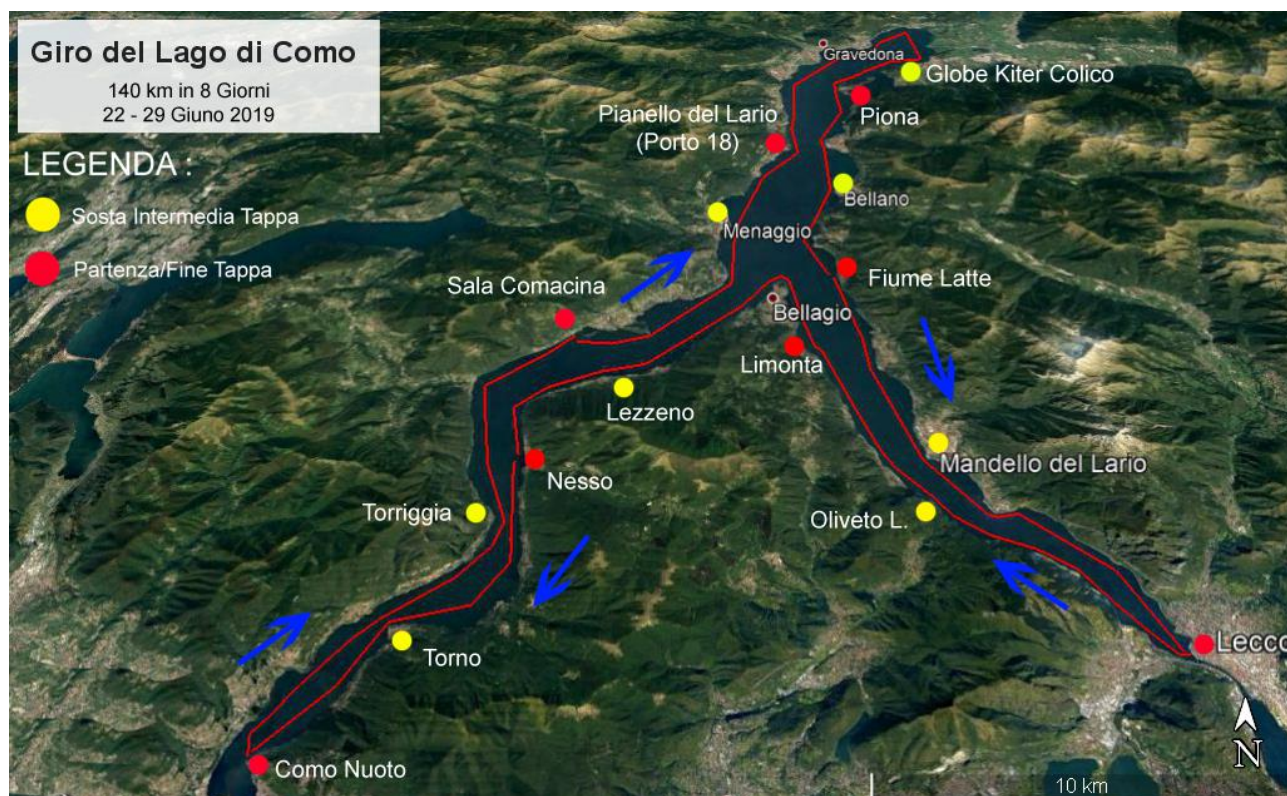 Giro del Lago di Como
140 km in 8 Giorni
22 - 29 Giuno 2019
LEGENDA :
Sosta Intermedia Tappa
Partenza/Fine Tappa
Gravedona
Globe Kiter Colico
Piona
Pianello del Lario
(Porto 18)
Bellano
Menaggio
Fiume Latte
Sala Comacina
Bellagio
Limonta
Lezzeno
Mandello del Lario
Nesso
Torriggia
Oliveto L.
Torno
Lecco
Como Nuoto
N
10 km